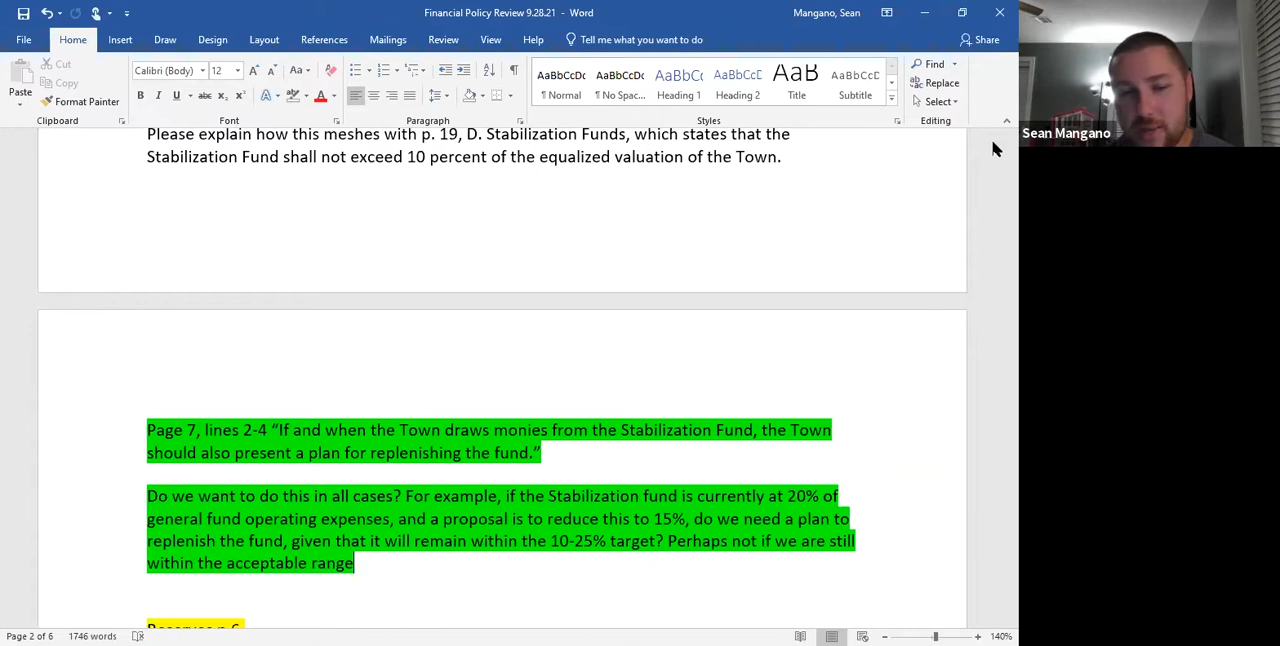 Financial Policy Review 9.28.21 - Word
Mangano, Sean
File Home Insert Draw Design Layout References Mailings Review View Help Tell me what you want to do Share
Paste
Cut
Copy
Format Painter
Clipboard
Calibri (Body) 12
Font
Paragraph
AaBbCcDc AaBbCcDc AaBbCc AaBbCcD AaB AaBbCcD
¶ Normal ¶ No Spac... Heading 1 Heading 2 Title Subtitle
Styles
Find
Replace
Select
Editing
Sean Mangano
Please explain how this meshes with p. 19, D. Stabilization Funds, which states that the
Stabilization Fund shall not exceed 10 percent of the equalized valuation of the Town.
Page 7, lines 2-4 “If and when the Town draws monies from the Stabilization Fund, the Town
should also present a plan for replenishing the fund.”
Do we want to do this in all cases? For example, if the Stabilization fund is currently at 20% of
general fund operating expenses, and a proposal is to reduce this to 15%, do we need a plan to
replenish the fund, given that it will remain within the 10-25% target? Perhaps not if we are still
within the acceptable range
Reserves p 6
Page 2 of 6 1746 words 140%